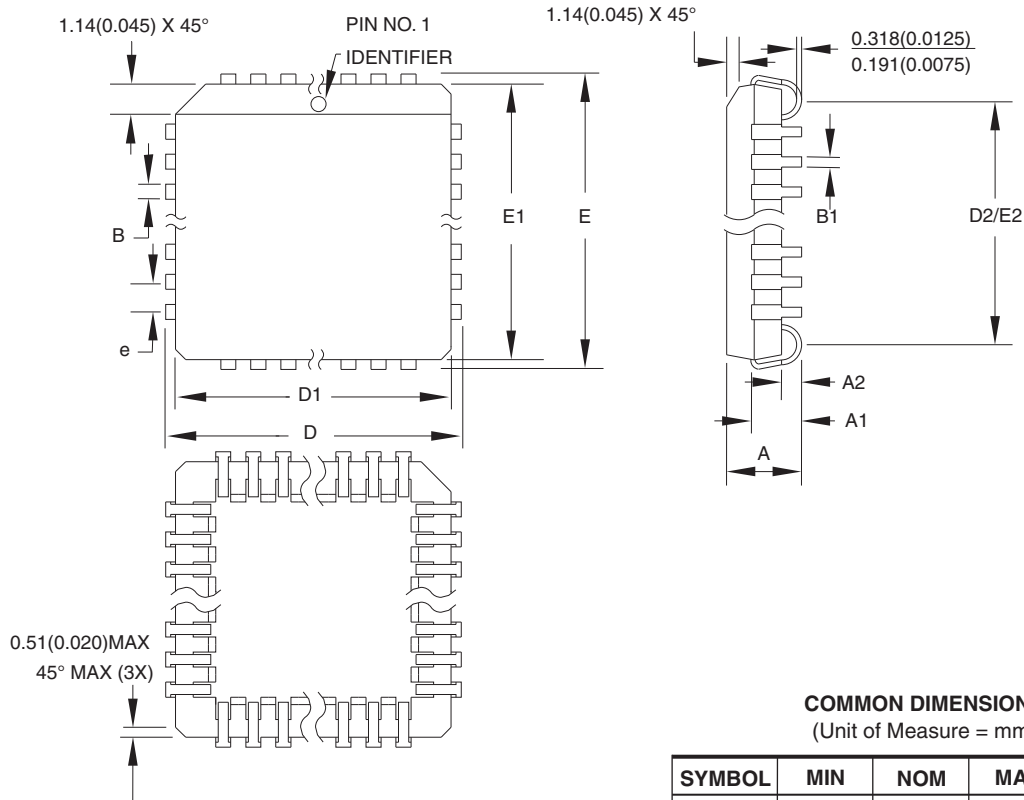 1.14(0.045) X 45°
PIN NO. 1
IDENTIFIER
1.14(0.045) X 45°
0.318(0.0125)
0.191(0.0075)
B
e
E1
E
B1
D2/E2
A2
A1
A
D1
D
0.51(0.020)MAX
45° MAX (3X)
COMMON DIMENSION
(Unit of Measure = mm
SYMBOL MIN NOM MA